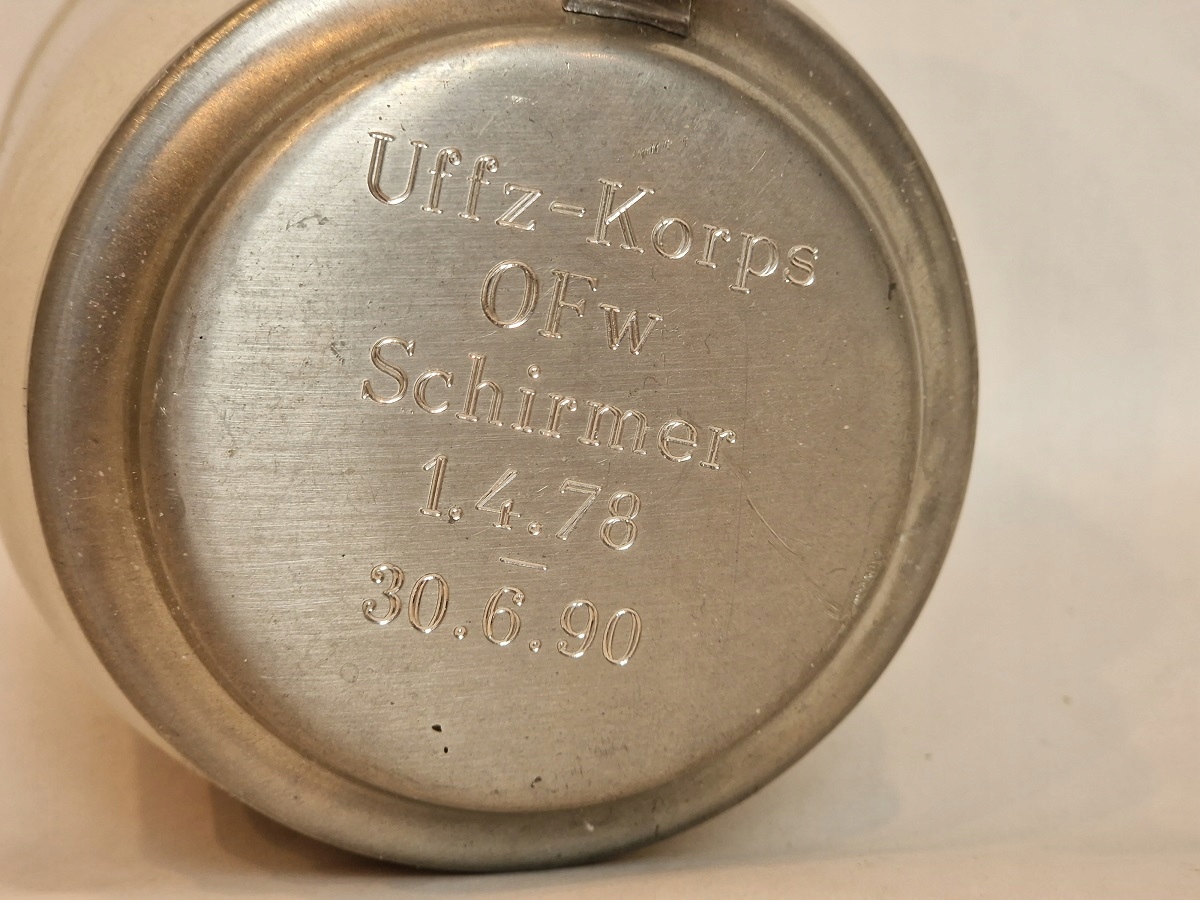 Uffz-Korps
OFw
Schirmer
1.4.78
–
30.6.90